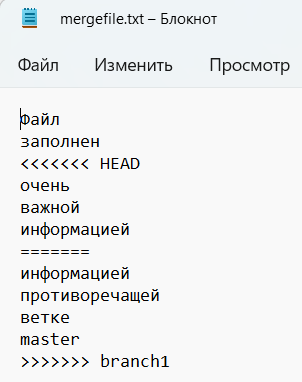 mergefile.txt – Блокнот
Файл Изменить Просмотр
Файл
заполнен
<<<<<<< HEAD
очень
важной
информацией
=======
информацией
противоречащей
ветке
master
>>>>>>> branch1